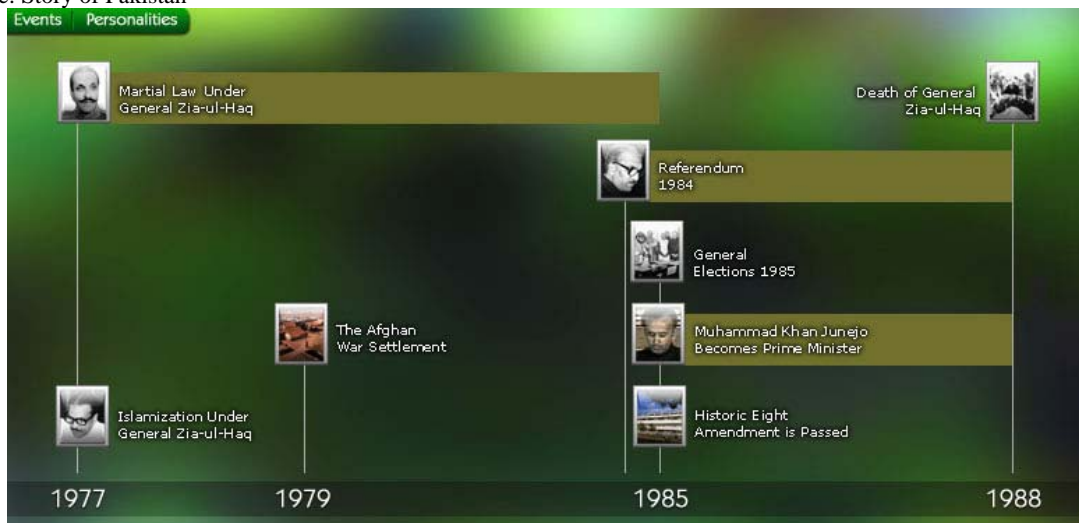 e: Story of Pakistan
Events Personalities
Martial Law Under
General Zia-ul-Haq
Death of General
Zia-ul-Haq
Referendum
1984
General
Elections 1985
The Afghan
War Settlement
Muhammad Khan Junejo
Becomes Prime Minister
Islamization Under
General Zia-ul-Haq
Historic Eight
Amendment is Passed
1977 1979 1985 1988